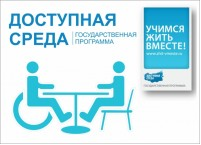 ДОСТУПНАЯ
СРЕДА
ГОСУДАРСТВЕННАЯ
ПРОГРАММА
УЧИМСЯ
ЖИТЬ
ВМЕСТЕ!